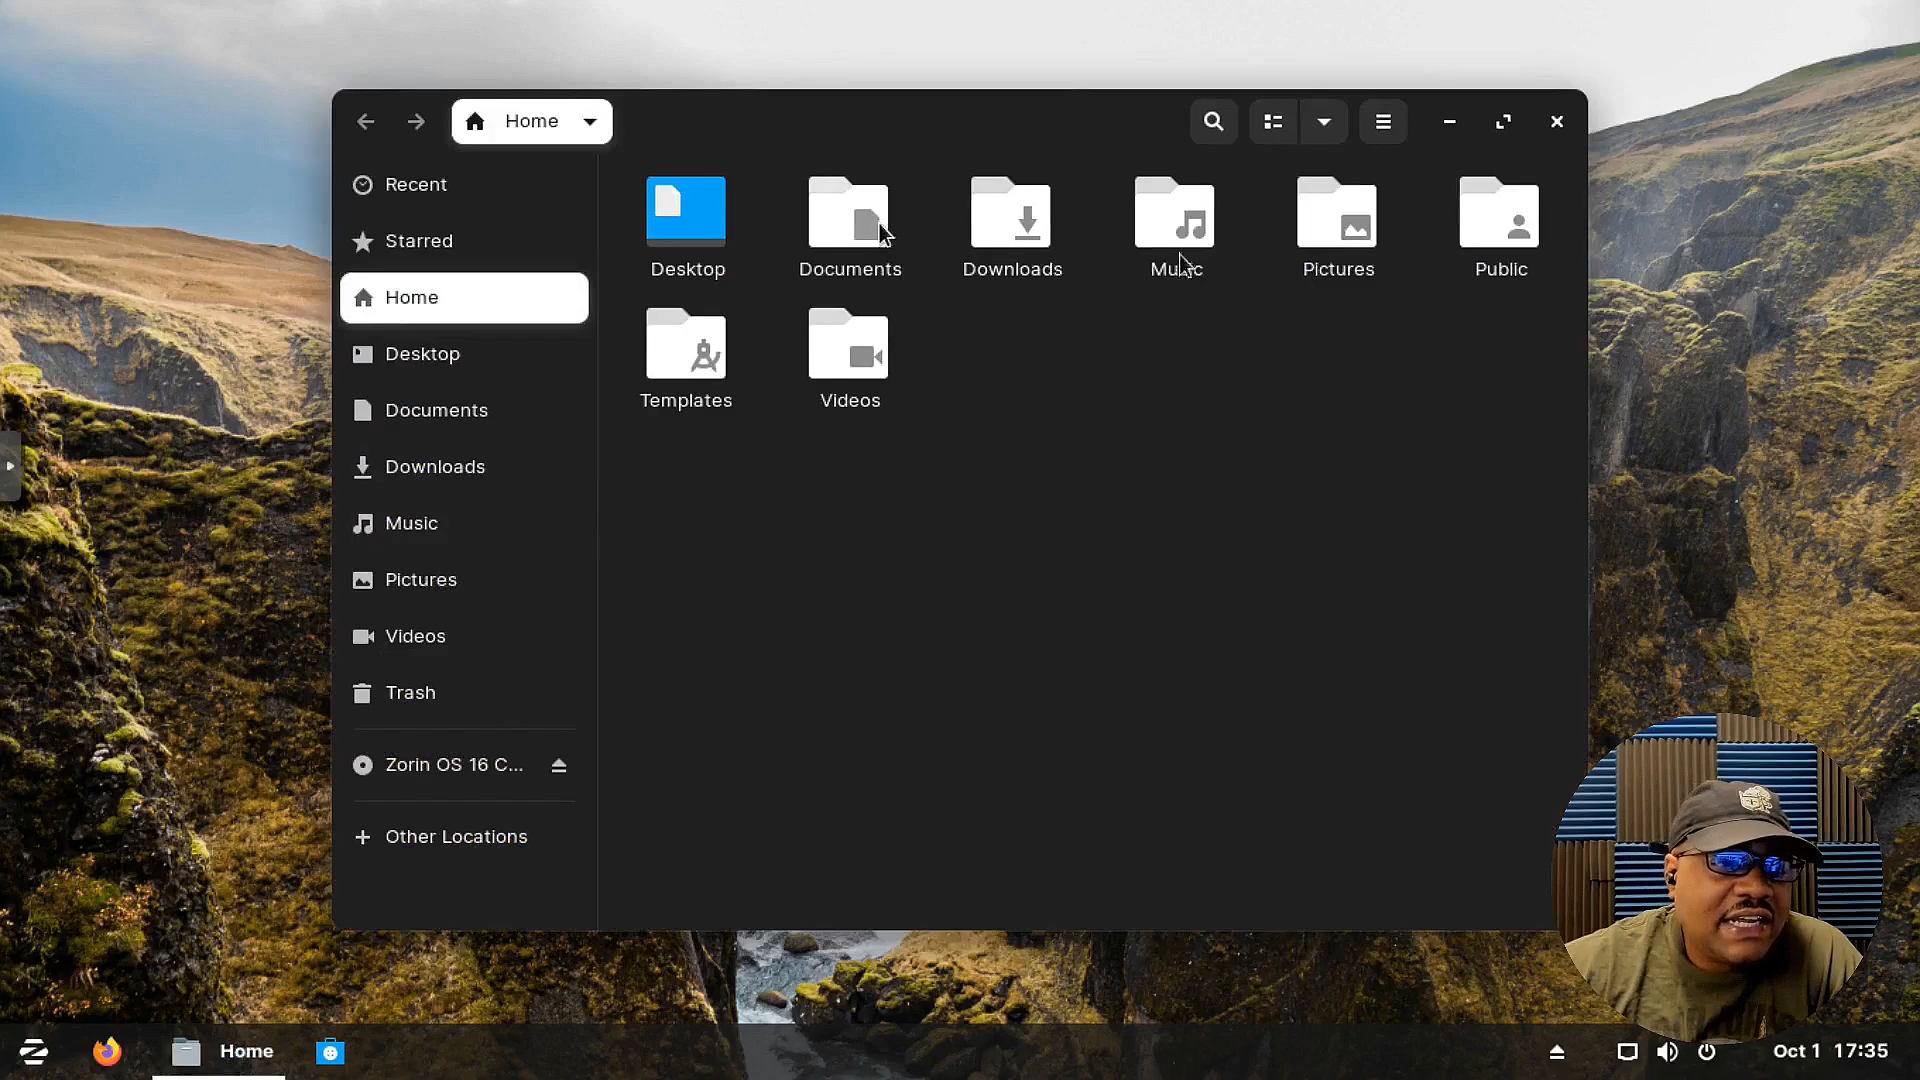 Home
Recent
Starred
Home
Desktop
Documents
Downloads
Music
Pictures
Videos
Trash
Zorin OS 16 C...
Other Locations
Desktop
Documents
Downloads
Music
Pictures
Public
Templates
Videos
Home
Oct 1 17:35